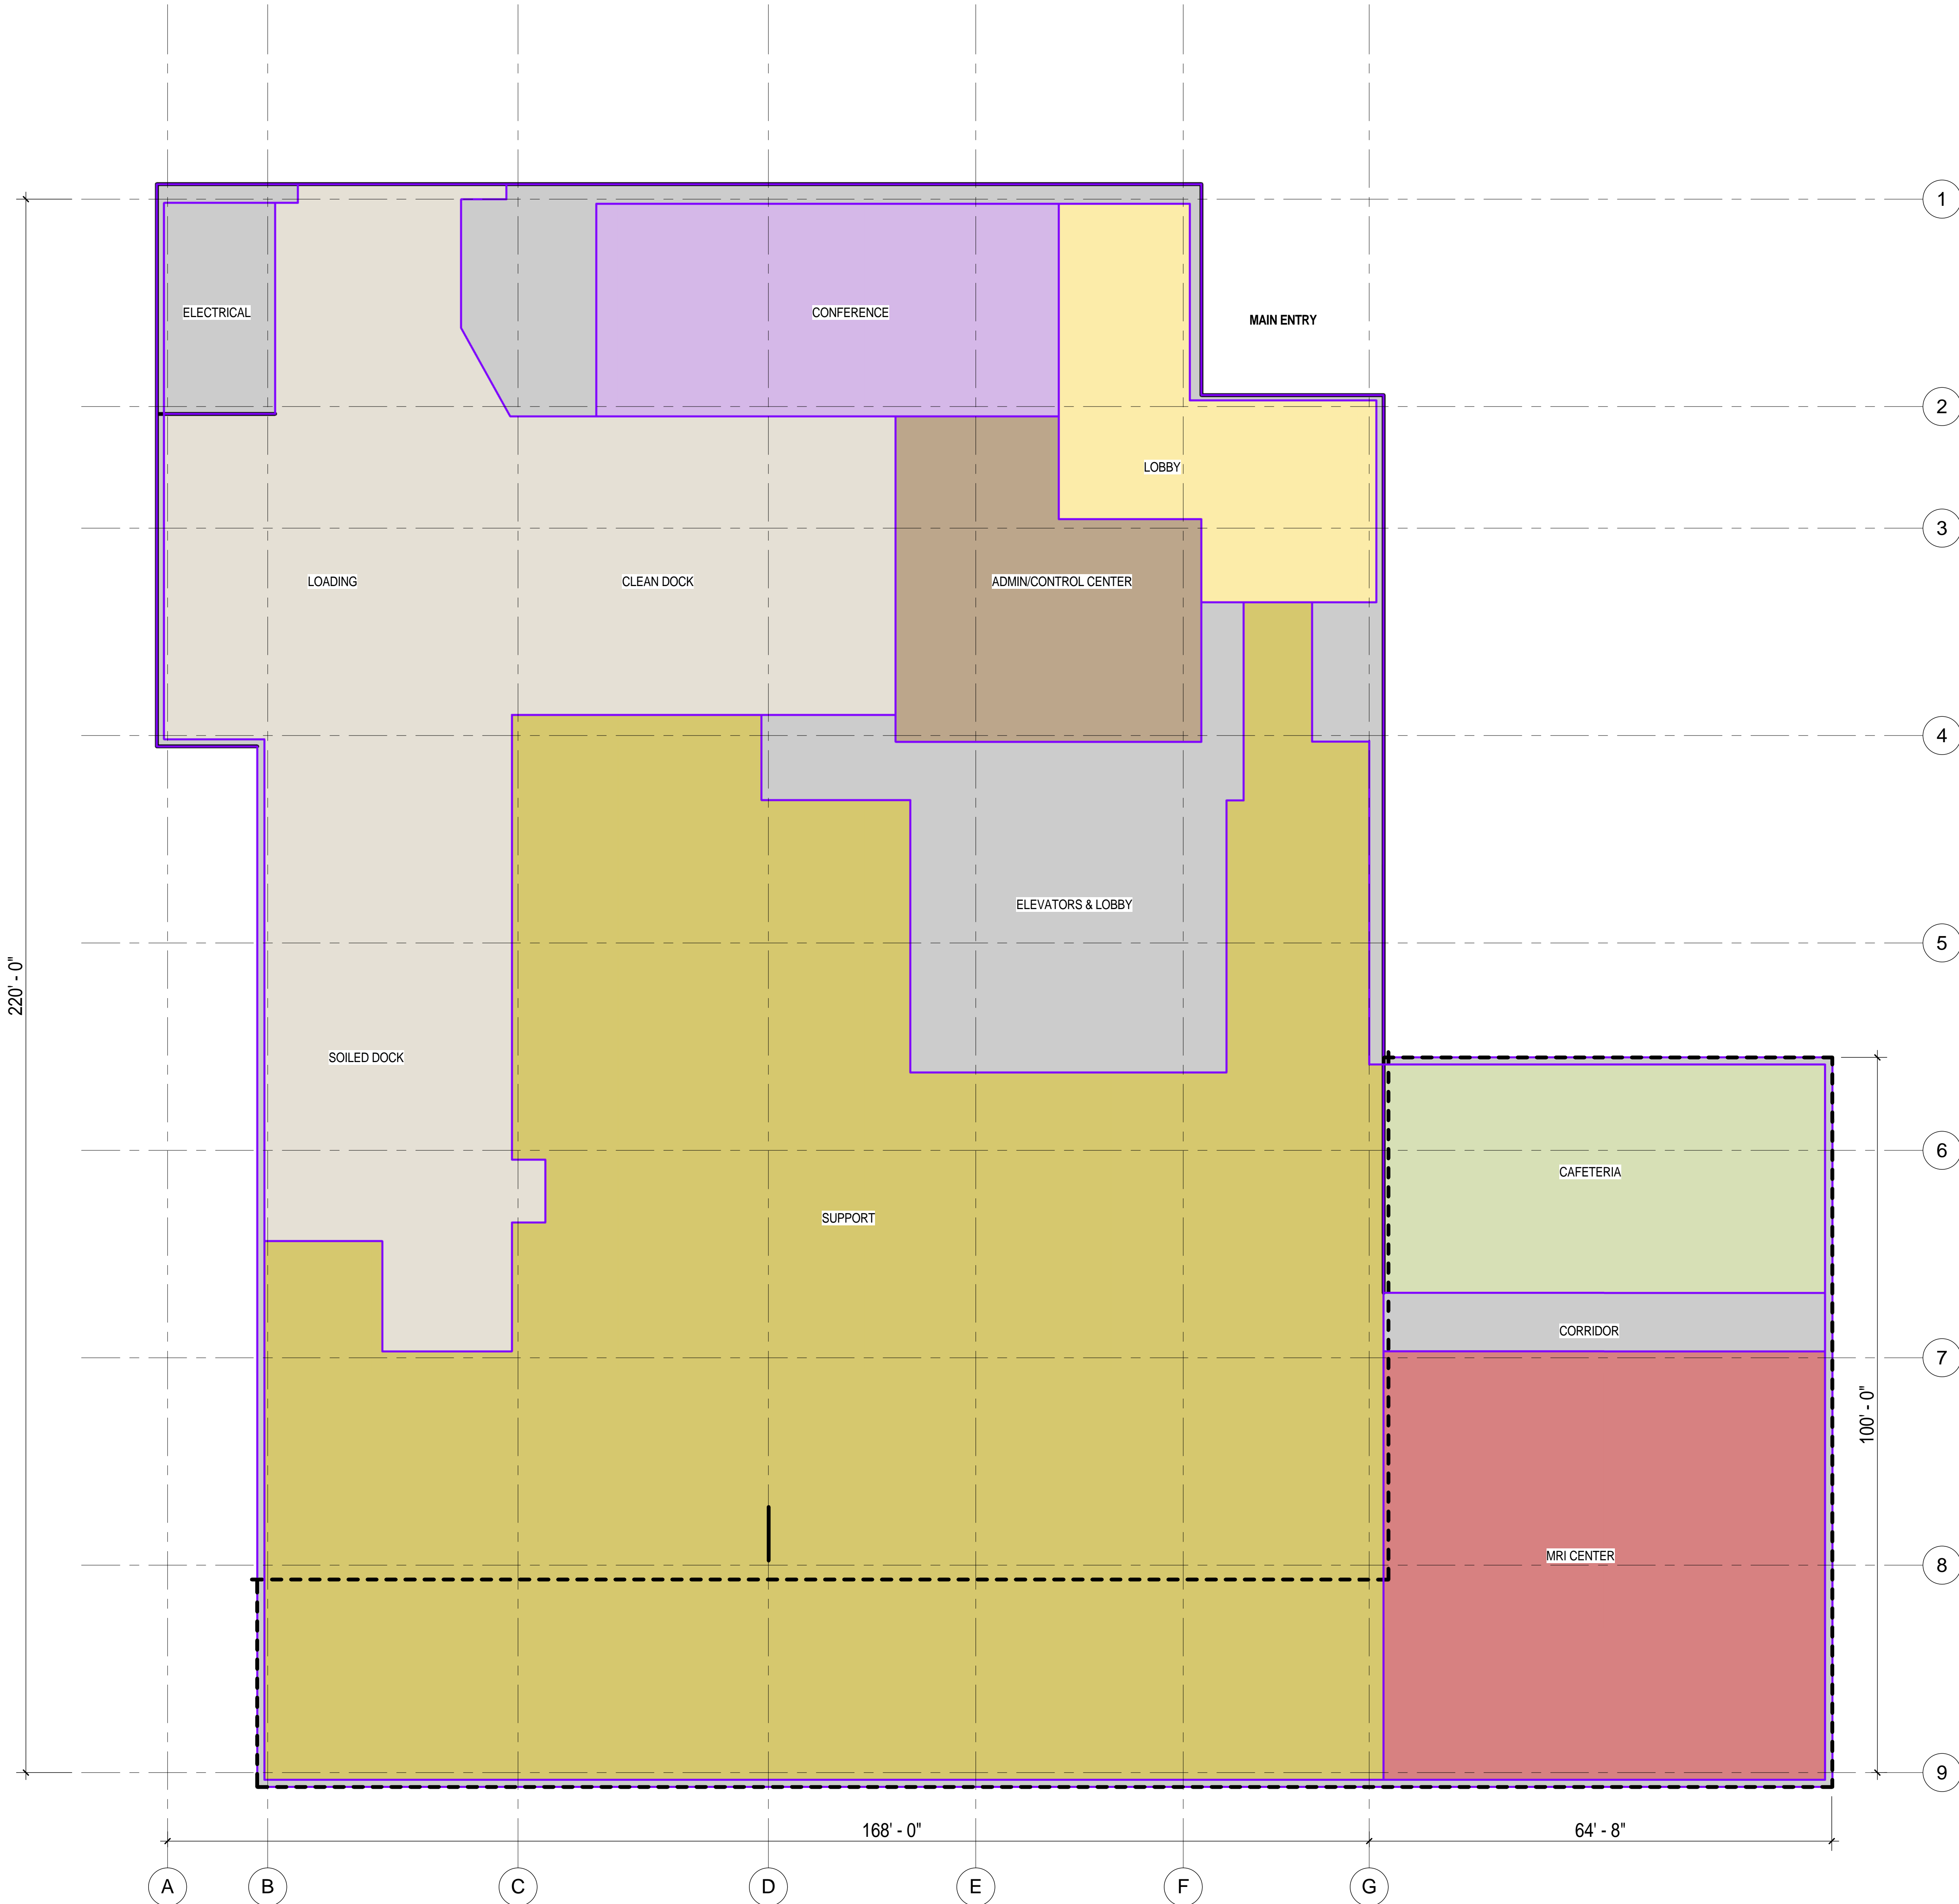 1
ELECTRICAL
CONFERENCE
MAIN ENTRY
2
LOBBY
3
LOADING
CLEAN DOCK
ADMIN/CONTROL CENTER
4
ELEVATORS & LOBBY
5
220' - 0"
SOILED DOCK
6
CAFETERIA
SUPPORT
CORRIDOR
7
100' - 0"
MRI CENTER
8
9
168' - 0"
64' - 8"
A
B
C
D
E
F
G